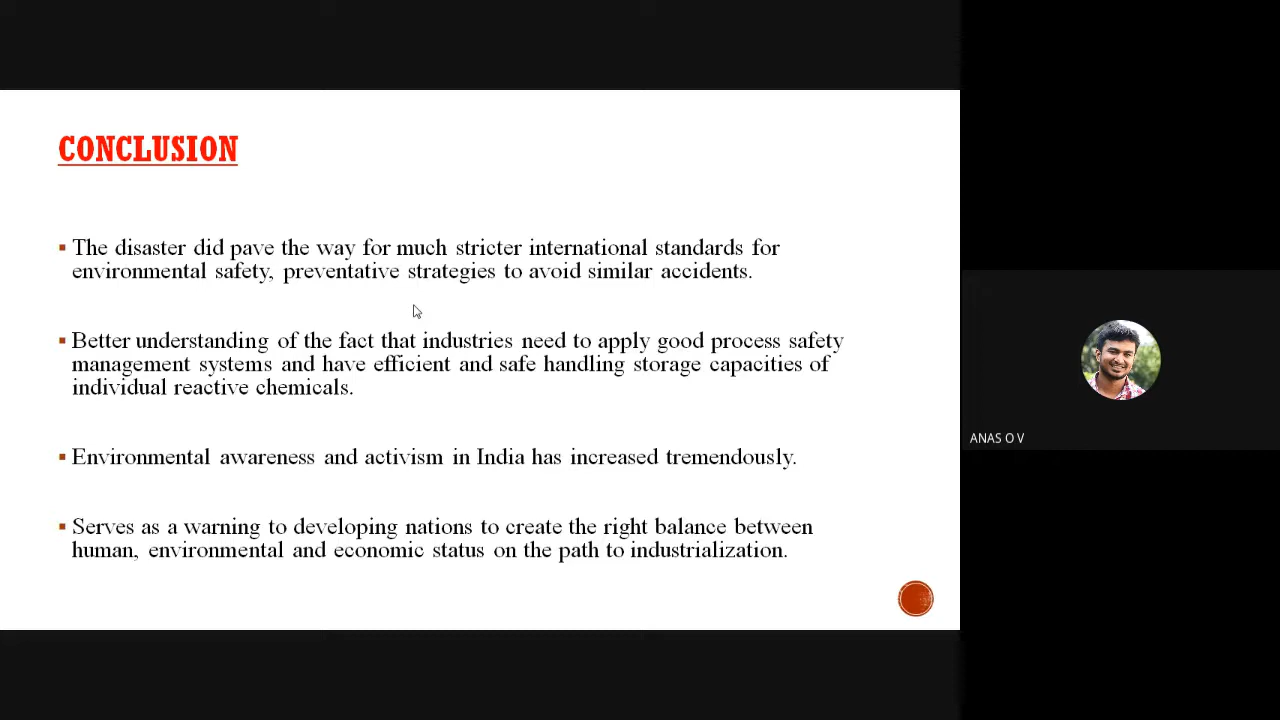 CONCLUSION
The disaster did pave the way for much stricter international standards for
environmental safety, preventative strategies to avoid similar accidents.
Better understanding of the fact that industries need to apply good process safety
management systems and have efficient and safe handling storage capacities of
individual reactive chemicals.
Environmental awareness and activism in India has increased tremendously.
Serves as a warning to developing nations to create the right balance between
human, environmental and economic status on the path to industrialization.
ANAS O V